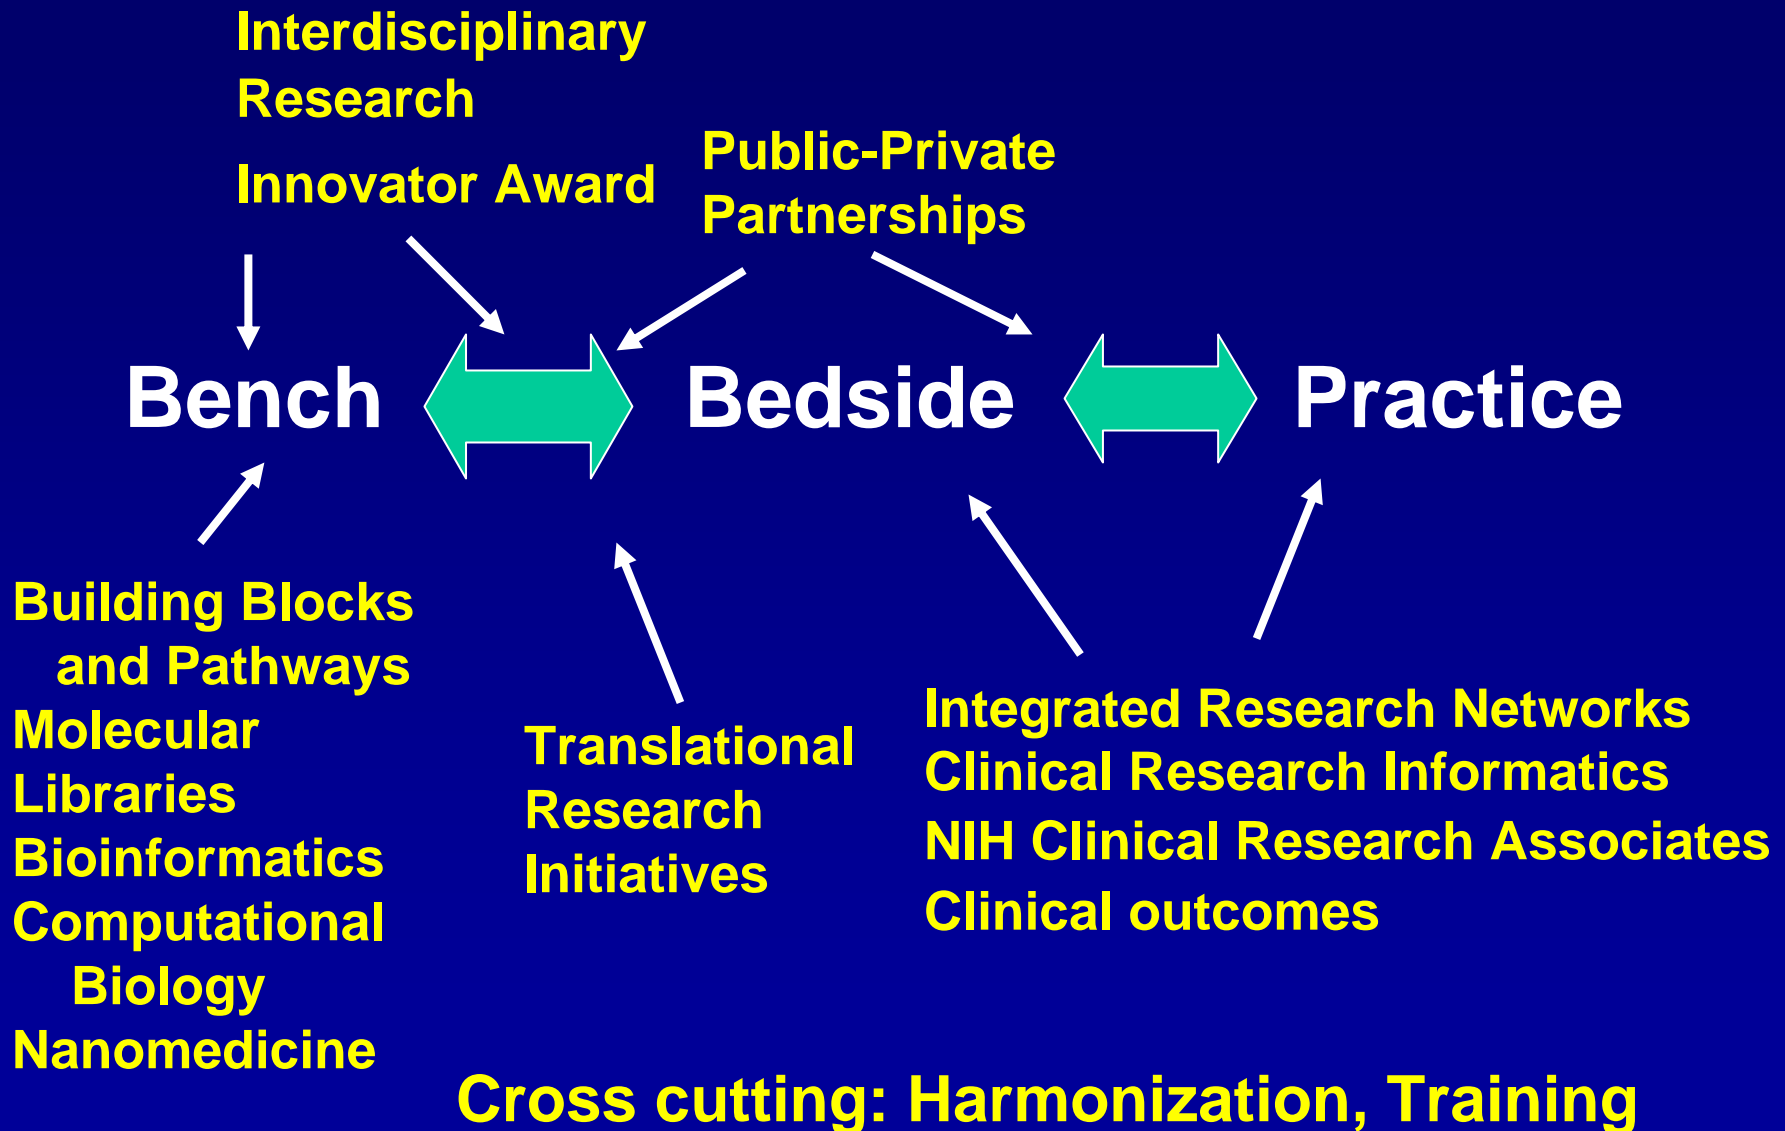 Interdisciplinary
Research
Innovator Award
Public-Private
Partnerships
Bench
Bedside
Practice
Building Blocks
and Pathways
Molecular
Libraries
Bioinformatics
Computational
Biology
Nanomedicine
Translational
Research
Initiatives
Integrated Research Networks
Clinical Research Informatics
NIH Clinical Research Associates
Clinical outcomes
Cross cutting: Harmonization, Training